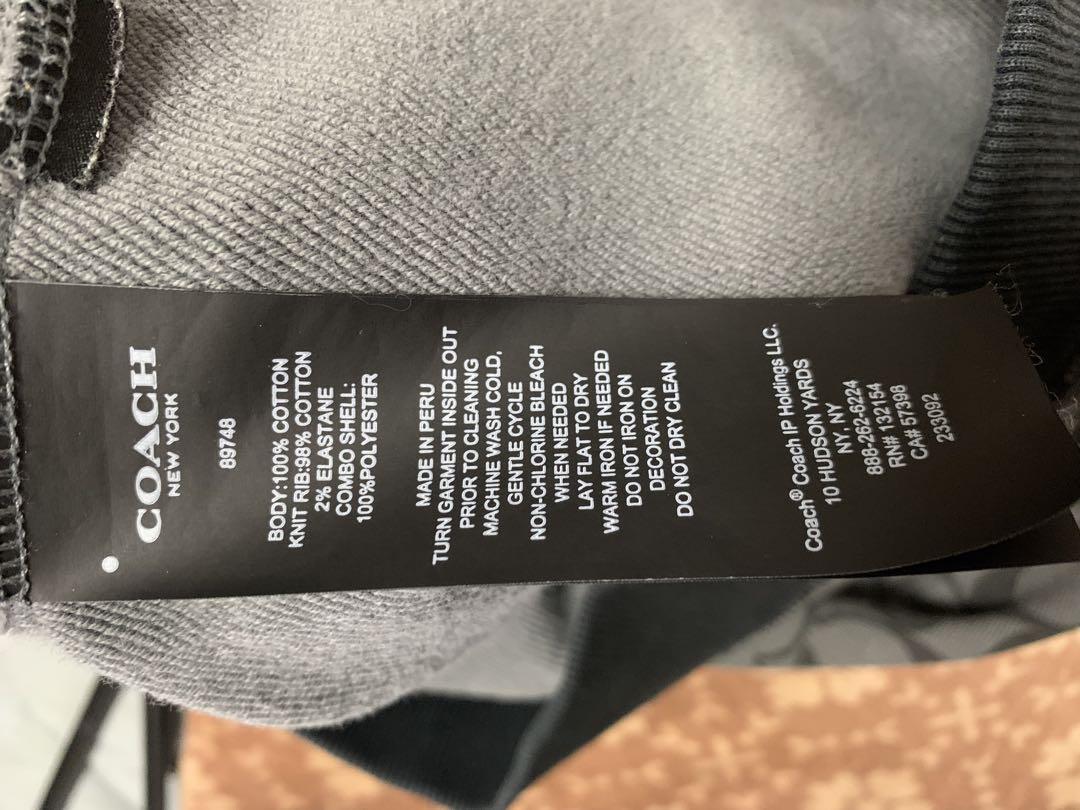 COACH
NEW YORK
89748
BODY:100% COTTON
KNIT RIB:98% COTTON
2% ELASTANE
COMBO SHELL:
100%POLYESTER
MADE IN PERU
TURN GARMENT INSIDE OUT
PRIOR TO CLEANING
MACHINE WASH COLD,
GENTLE CYCLE
NON-CHLORINE BLEACH
WHEN NEEDED
LAY FLAT TO DRY
WARM IRON IF NEEDED
DO NOT IRON ON
DECORATION
DO NOT DRY CLEAN
Coach® Coach IP Holdings LLC.
10 HUDSON YARDS
NY, NY
888-262-6224
RN# 132154
CA# 57398
233092